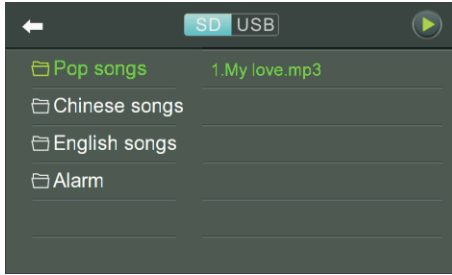 SD USB
Pop songs
1.My love.mp3
Chinese songs
English songs
Alarm